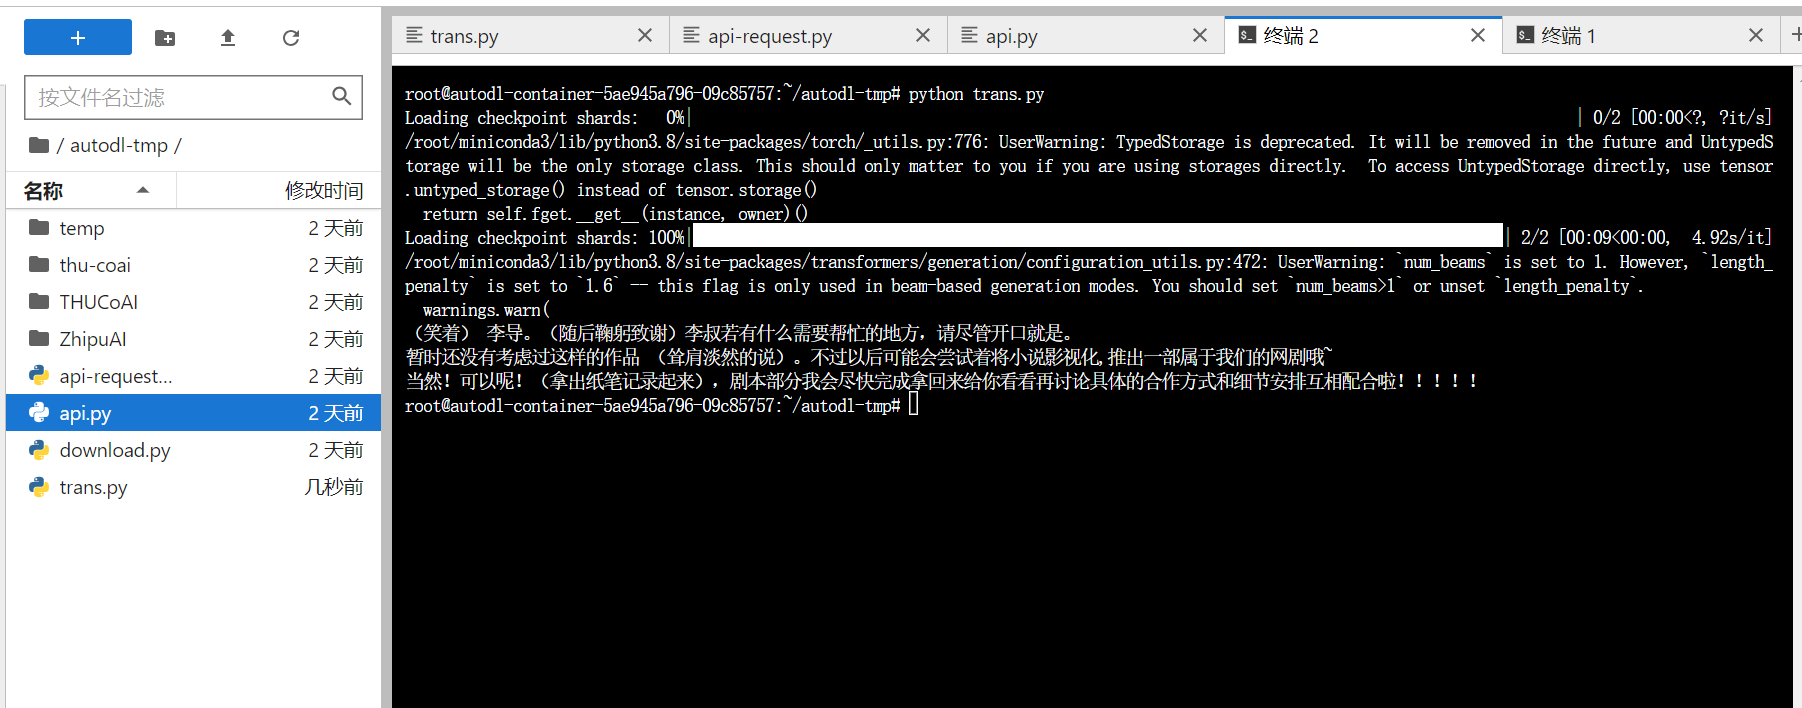 +
按文件名过滤
/ autodl-tmp /
名称 修改时间
temp 2 天前
thu-coai 2 天前
THUCoAI 2 天前
ZhipuAI 2 天前
api-request... 2 天前
api.py 2 天前
download.py 2 天前
trans.py 几秒前
trans.py api-request.py api.py 终端 2 终端 1
root@autodl-container-5ae945a796-09c85757:~/autodl-tmp# python trans.py
Loading checkpoint shards:   0%| | 0/2 [00:00<?, ?it/s]
/root/miniconda3/lib/python3.8/site-packages/torch/_utils.py:776: UserWarning: TypedStorage is deprecated. It will be removed in the future and UntypedS
torage will be the only storage class. This should only matter to you if you are using storages directly.  To access UntypedStorage directly, use tensor
.untyped_storage() instead of tensor.storage()
  return self.fget.__get__(instance, owner)()
Loading checkpoint shards: 100%| | 2/2 [00:09<00:00,  4.92s/it]
/root/miniconda3/lib/python3.8/site-packages/transformers/generation/configuration_utils.py:472: UserWarning: `num_beams` is set to 1. However, `length_
penalty` is set to `1.6` -- this flag is only used in beam-based generation modes. You should set `num_beams>1` or unset `length_penalty`.
  warnings.warn(
（笑着） 李导。（随后鞠躬致谢）李叔若有什么需要帮忙的地方，请尽管开口就是。
暂时还没有考虑过这样的作品 （耸肩淡然的说）。不过以后可能会尝试着将小说影视化,推出一部属于我们的网剧哦~
当然！可以呢！（拿出纸笔记录起来），剧本部分我会尽快完成拿回来给你看看再讨论具体的合作方式和细节安排互相配合啦！！！！！
root@autodl-container-5ae945a796-09c85757:~/autodl-tmp#